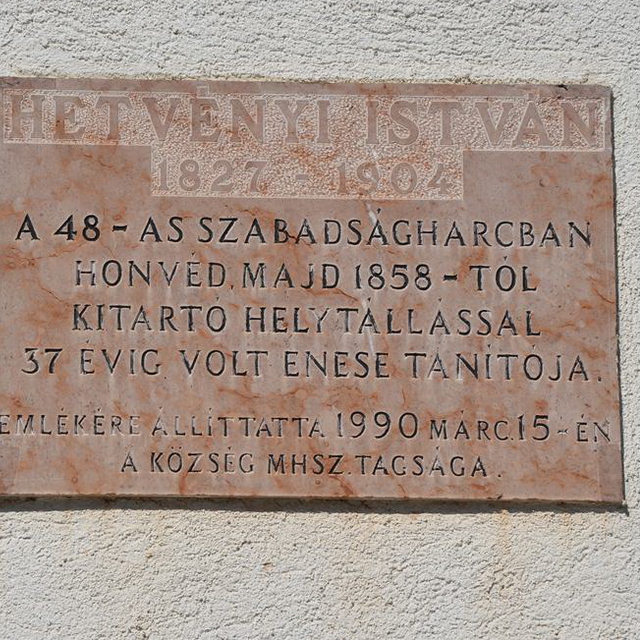 HETVÉNYI ISTVÁN
1827 - 1904
A 48 - AS SZABADSÁGHARCBAN
HONVÉD, MAJD 1858 - TÓL
KITARTÓ HELYTÁLLÁSSAL
37 ÉVIG VOLT ENESE TANÍTÓJA.
EMLÉKÉRE ÁLLÍTTATTA 1990 MÁRC. 15 - ÉN
A KÖZSÉG MHSZ. TAGSÁGA.